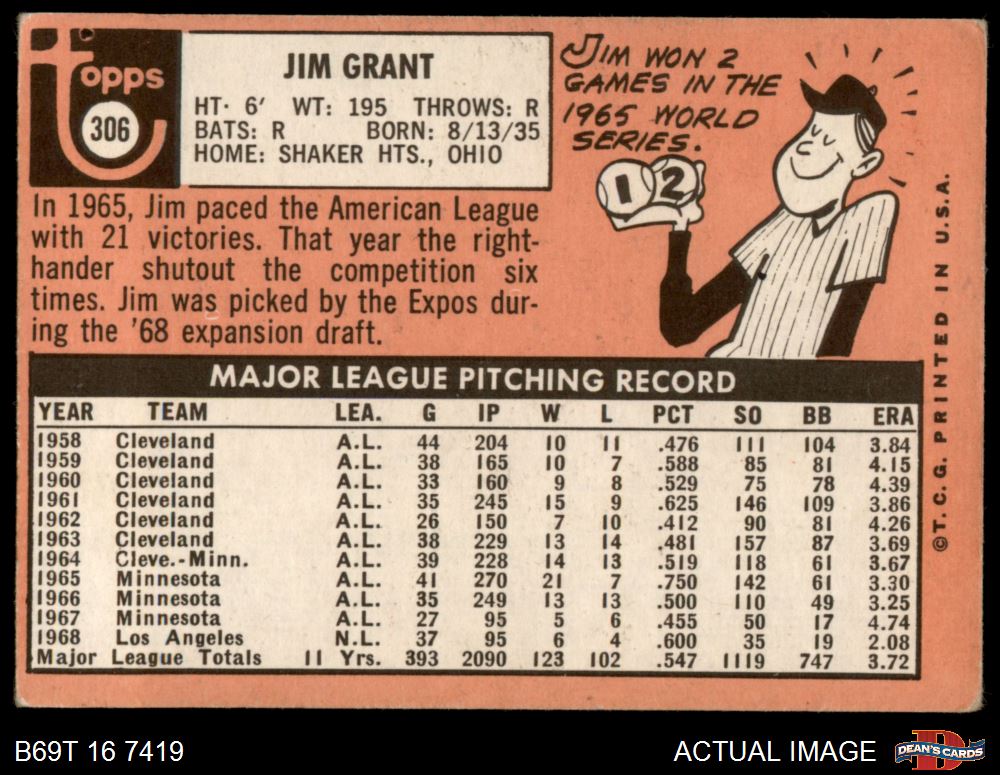 topps
306
JIM GRANT
HT· 6' WT: 195 THROWS: R
BATS: R BORN: 8/13/35
HOME: SHAKER HTS., OHIO
JIM WON 2
GAMES IN THE
1965 WORLD
SERIES.
1 2
In 1965, Jim paced the American League
with 21 victories. That year the right-
hander shutout the competition six
times. Jim was picked by the Expos dur-
ing the '68 expansion draft.
MAJOR LEAGUE PITCHING RECORD
YEAR TEAM LEA. G IP W L PCT SO BB ERA
1958 Cleveland A.L. 44 204 10 11 .476 111 104 3.84
1959 Cleveland A.L. 38 165 10 7 .588 85 81 4.15
1960 Cleveland A.L. 33 160 9 8 .529 75 78 4.39
1961 Cleveland A.L. 35 245 15 9 .625 146 109 3.86
1962 Cleveland A.L. 26 150 7 10 .412 90 81 4.26
1963 Cleveland A.L. 38 229 13 14 .481 157 87 3.69
1964 Cleve.-Minn. A.L. 39 228 14 13 .519 118 61 3.67
1965 Minnesota A.L. 41 270 21 7 .750 142 61 3.30
1966 Minnesota A.L. 35 249 13 13 .500 110 49 3.25
1967 Minnesota A.L. 27 95 5 6 .455 50 17 4.74
1968 Los Angeles N.L. 37 95 6 4 .600 35 19 2.08
Major League Totals 11 Yrs. 393 2090 123 102 .547 1119 747 3.72
©T. C. G. PRINTED IN U.S.A.
B69T 16 7419
ACTUAL IMAGE
D
DEAN'S CARDS